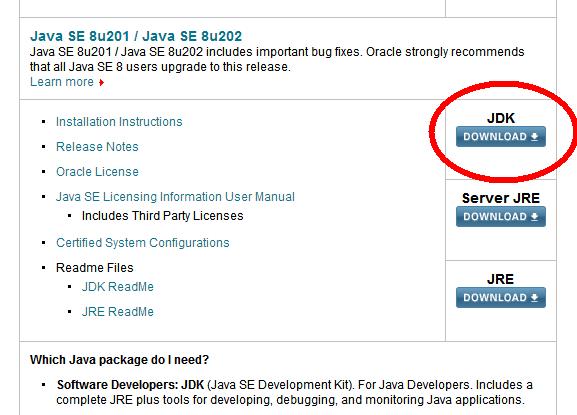 Java SE 8u201 / Java SE 8u202
Java SE 8u201 / Java SE 8u202 includes important bug fixes. Oracle strongly recommends
that all Java SE 8 users upgrade to this release.
Learn more
Installation Instructions
Release Notes
Oracle License
Java SE Licensing Information User Manual
Includes Third Party Licenses
Certified System Configurations
Readme Files
JDK ReadMe
JRE ReadMe
JDK
DOWNLOAD
Server JRE
DOWNLOAD
JRE
DOWNLOAD
Which Java package do I need?
Software Developers: JDK (Java SE Development Kit). For Java Developers. Includes a
complete JRE plus tools for developing, debugging, and monitoring Java applications.